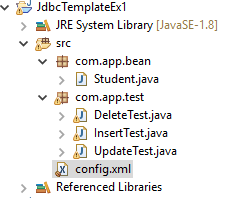 JdbcTemplateEx1
JRE System Library [JavaSE-1.8]
src
com.app.bean
Student.java
com.app.test
DeleteTest.java
InsertTest.java
UpdateTest.java
config.xml
Referenced Libraries